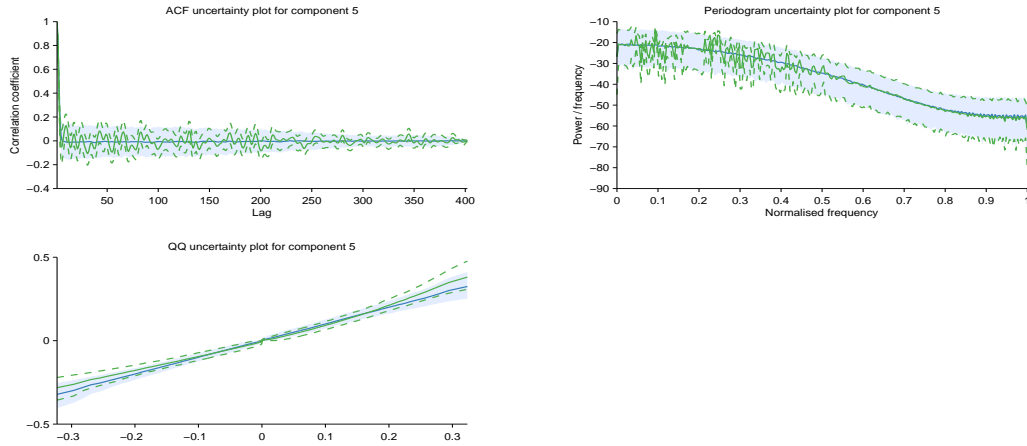 ACF uncertainty plot for component 5
1
0.8
0.6
0.4
0.2
0
−0.2
−0.4
50 100 150 200 250 300 350 400
Correlation coefficient
Lag
Periodogram uncertainty plot for component 5
−10
−20
−30
−40
−50
−60
−70
−80
−90
0 0.1 0.2 0.3 0.4 0.5 0.6 0.7 0.8 0.9 1
Power / frequency
Normalised frequency
QQ uncertainty plot for component 5
0.5
0
−0.5
−0.3 −0.2 −0.1 0 0.1 0.2 0.3